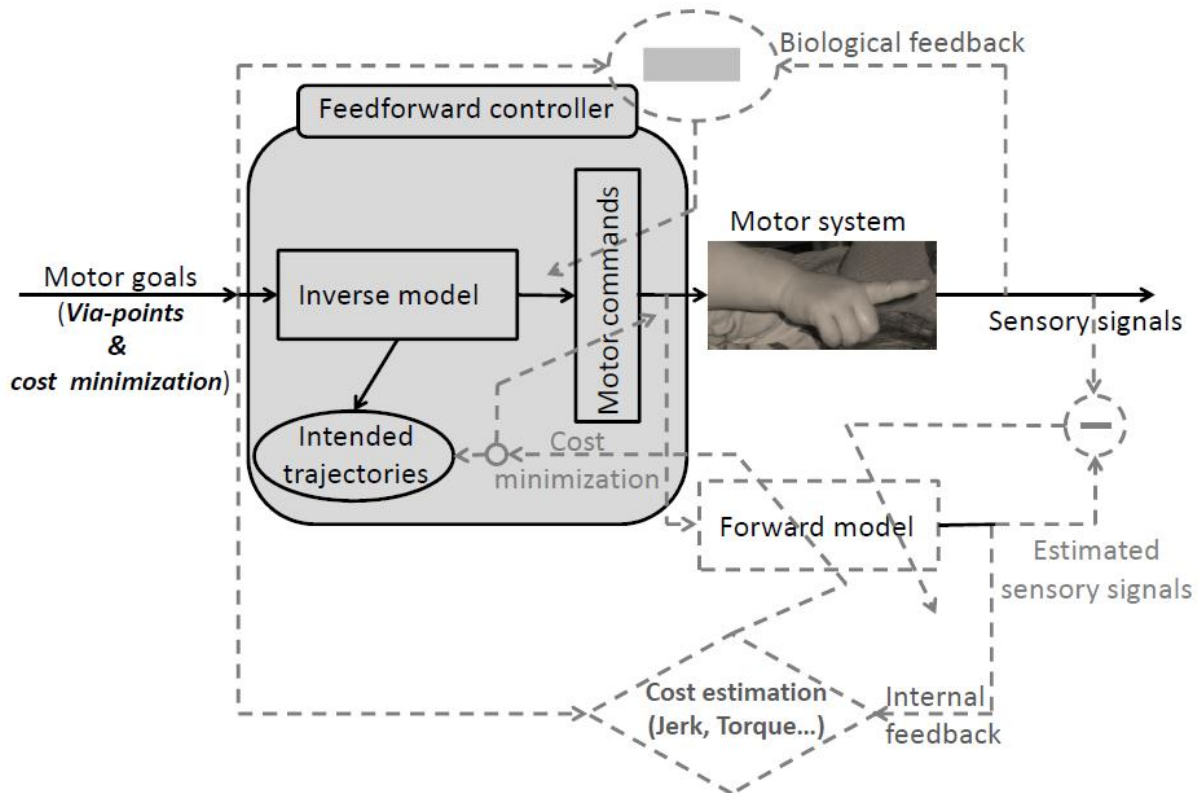 Biological feedback
Feedforward controller
Motor commands
Motor system
Motor goals
(Via-points
&
cost minimization)
Inverse model
Sensory signals
Intended
trajectories
Cost
minimization
Forward model
Estimated
sensory signals
Cost estimation
(Jerk, Torque...)
Internal
feedback